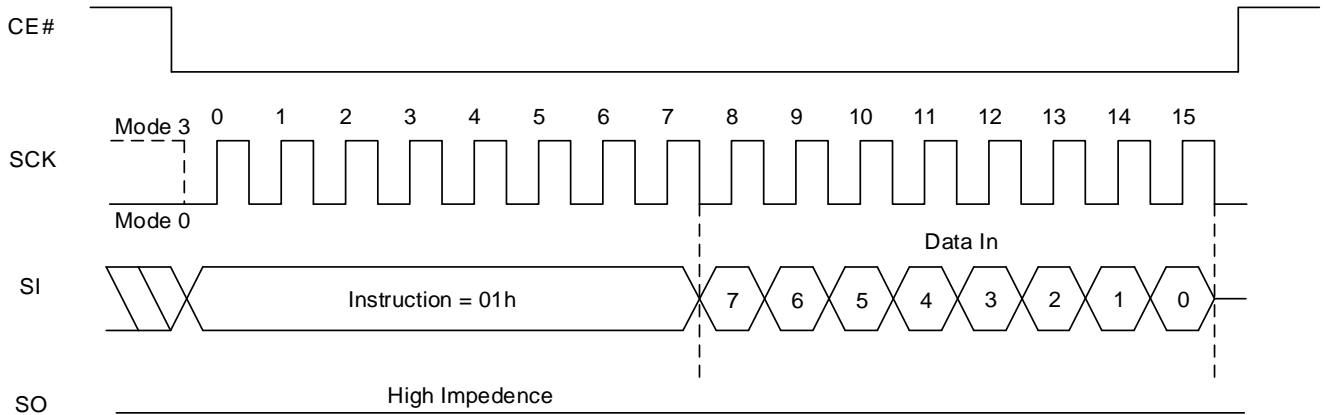 CE#
0 1 2 3 4 5 6 7 8 9 10 11 12 13 14 15
Mode 3
SCK
Mode 0
Data In
SI
Instruction = 01h
7 6 5 4 3 2 1 0
High Impedence
SO